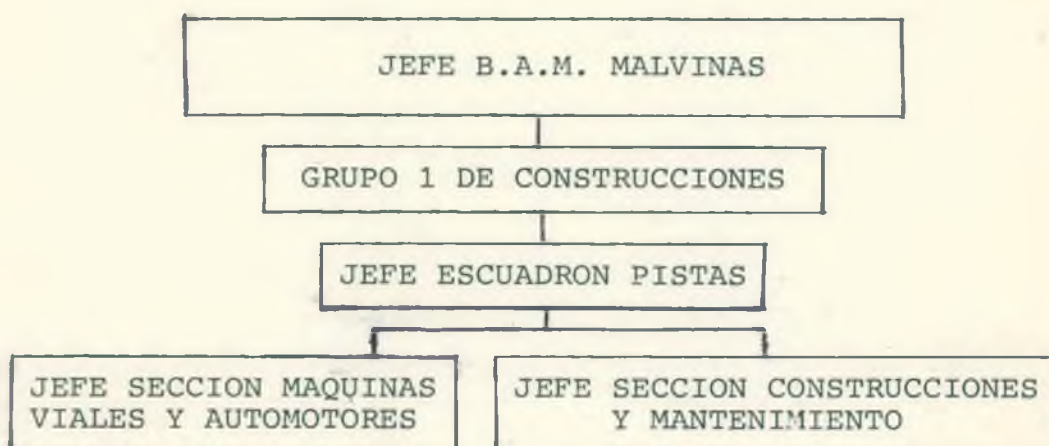 JEFE B.A.M. MALVINAS
GRUPO 1 DE CONSTRUCCIONES
JEFE ESCUADRON PISTAS
JEFE SECCION MAQUINAS
VIALES Y AUTOMOTORES
JEFE SECCION CONSTRUCCIONES
Y MANTENIMIENTO